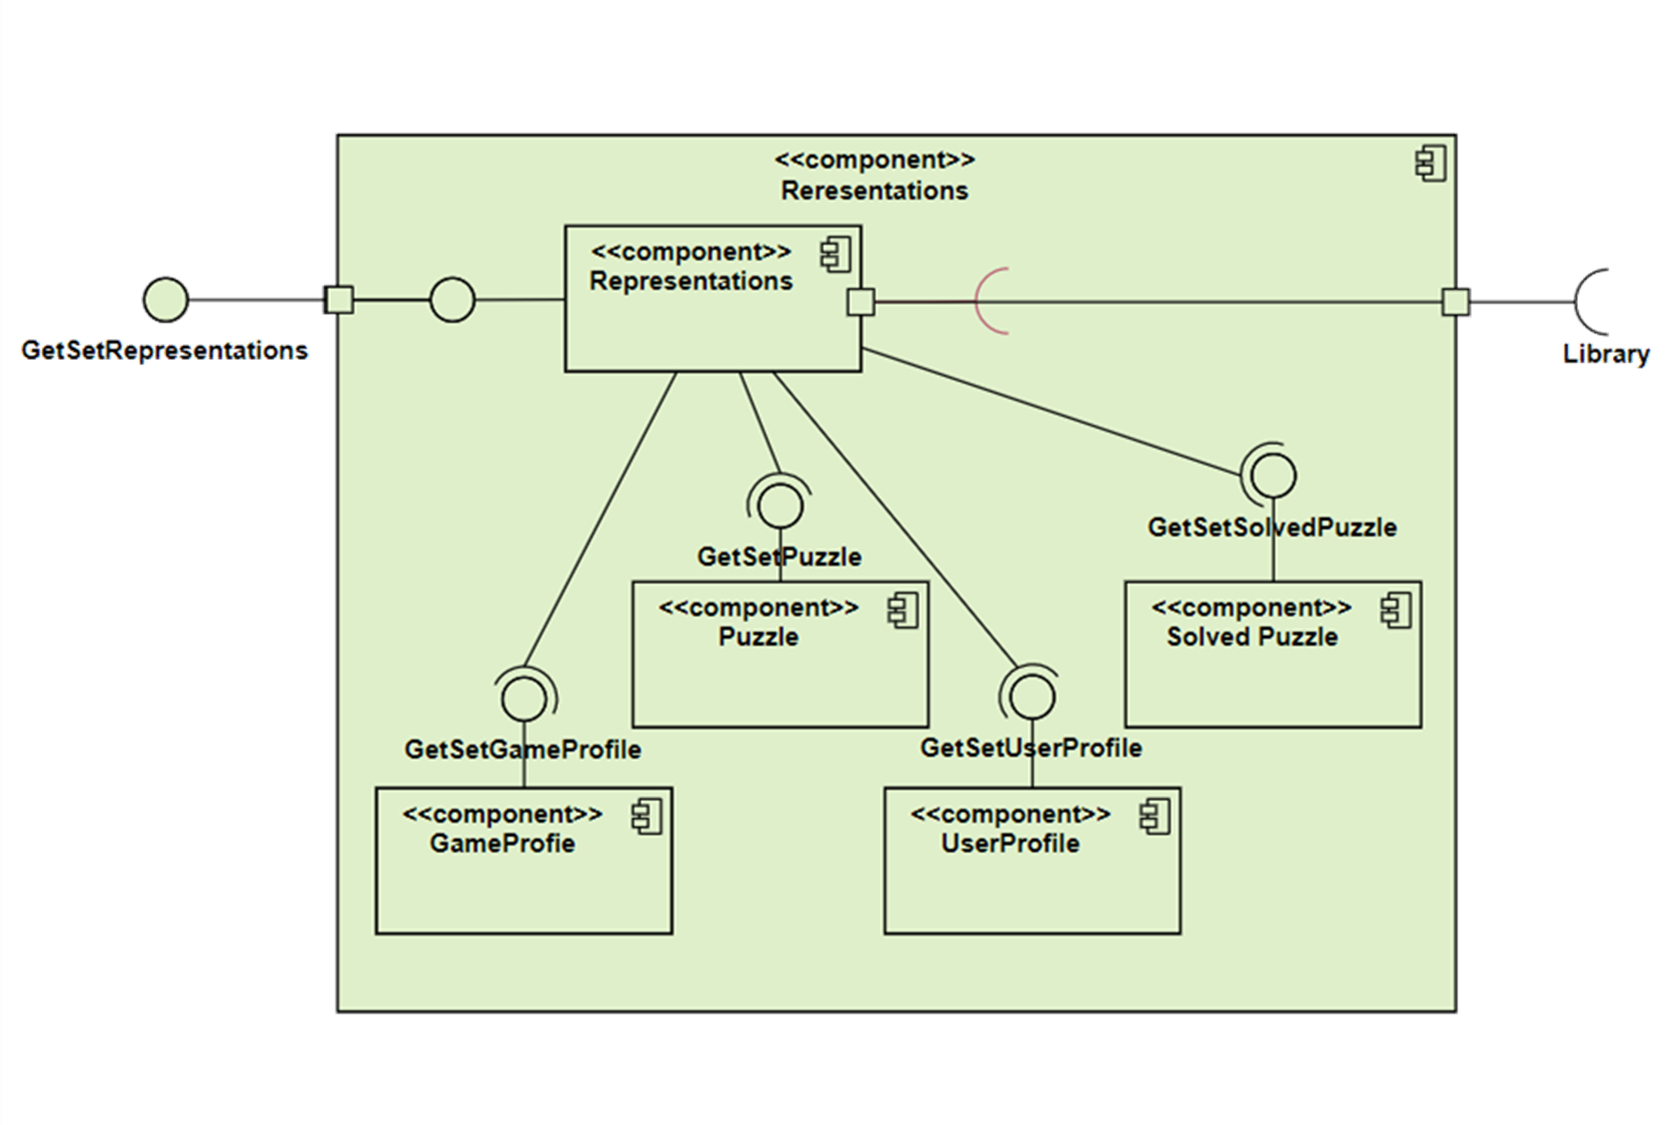 <<component>>
Reresentations
<<component>>
Representations
GetSetRepresentations
Library
GetSetSolvedPuzzle
GetSetPuzzle
<<component>>
Puzzle
<<component>>
Solved Puzzle
GetSetGameProfile
GetSetUserProfile
<<component>>
GameProfie
<<component>>
UserProfile